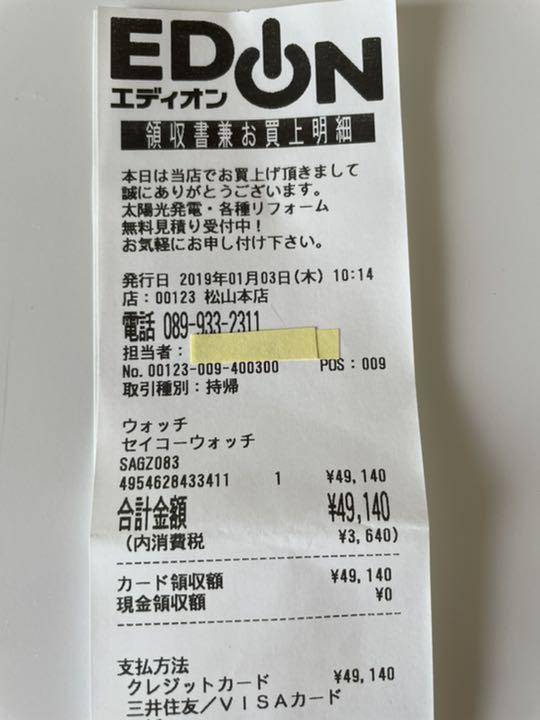 EDION
エディオン
領収書兼お買上明細
本日は当店でお買上げ頂きまして
誠にありがとうございます。
太陽光発電・各種リフォーム
無料見積り受付中！
お気軽にお申し付け下さい。
発行日 2019年01月03日(木) 10:14
店：00123 松山本店
電話 089-933-2311
担当者：
No.00123-009-400300 POS：009
取引種別：持帰
ウォッチ
セイコーウォッチ
SAGZ083
4954628433411 1 ¥49,140
合計金額 ¥49,140
(内消費税 ¥3,640)
カード領収額 ¥49,140
現金領収額 ¥0
支払方法
クレジットカード ¥49,140
三井住友／ＶＩＳＡカード